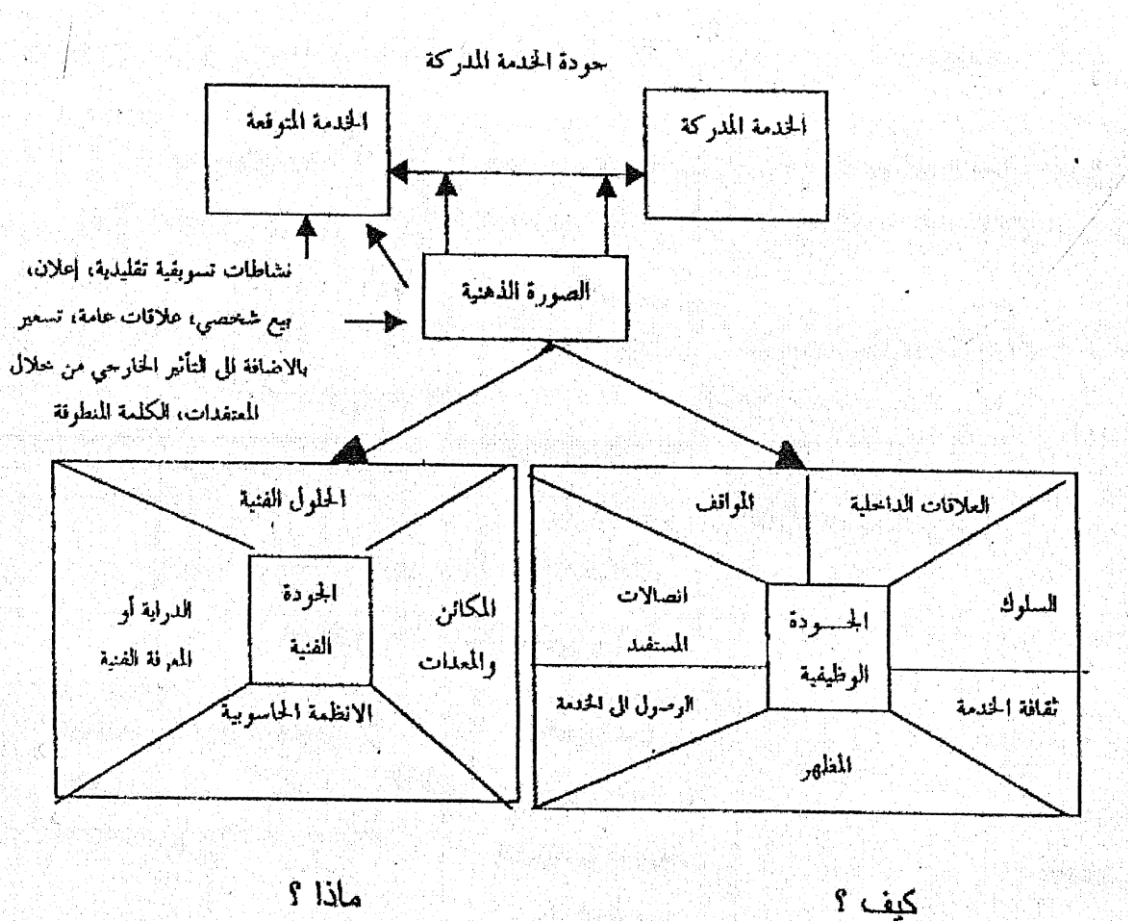 جودة الخدمة المدركة
الخدمة المدركة
الخدمة المتوقعة
الصورة الذهنية
نشاطات تسويقية تقليدية، إعلان،
بيع شخصي، علاقات عامة، تسعير
بالاضافة الى التأثير الخارجي من خلال
المعتقدات، الكلمة المنطوقة
العلاقات الداخلية
المواقف
السلوك
اتصالات
المستفيد
الجـــودة
الوظيفية
ثقافة الخدمة
الوصول الى الخدمة
المظهر
كيف ؟
الحلول الفنية
المكائن
والمعدات
الجودة
الفنية
الدراية أو
المعرفة الفنية
الانظمة الحاسوبية
ماذا ؟